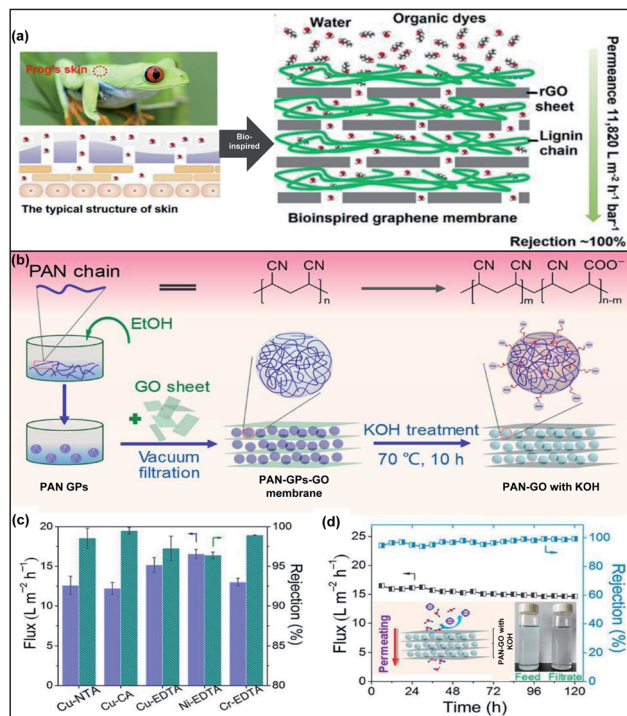 (a)
Frog's skin
Bio-
inspired
The typical structure of skin
Water
Organic dyes
rGO
sheet
Lignin
chain
Bioinspired graphene membrane
Permeance 11,820 L m⁻² h⁻¹ bar⁻¹
Rejection ~100%
(b)
PAN chain
CN CN
n
CN CN CN COO⁻
m n-m
EtOH
GO sheet
+
Vacuum
filtration
KOH treatment
70 ℃, 10 h
PAN GPs
PAN-GPs-GO
membrane
PAN-GO with KOH
(c)
Flux (L m⁻² h⁻¹)
20
15
10
5
0
Rejection (%)
100
95
90
85
80
Cu-NTA
Cu-CA
Cu-EDTA
Ni-EDTA
Cr-EDTA
(d)
Flux (L m⁻² h⁻¹)
25
20
15
10
5
0
Rejection (%)
100
80
60
40
20
0
Permeating
PAN-GO with
KOH
Feed
Filtrate
0 24 48 72 96 120
Time (h)